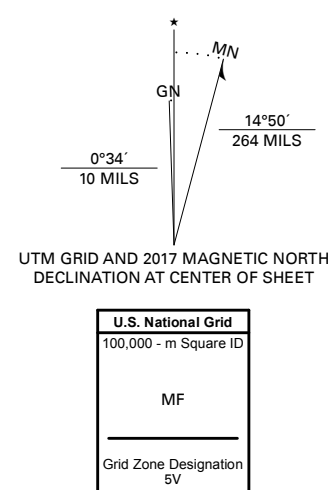 ★
MN
GN
14°50´
264 MILS
0°34´
10 MILS
UTM GRID AND 2017 MAGNETIC NORTH
DECLINATION AT CENTER OF SHEET
U.S. National Grid
100,000 - m Square ID
MF
Grid Zone Designation
5V